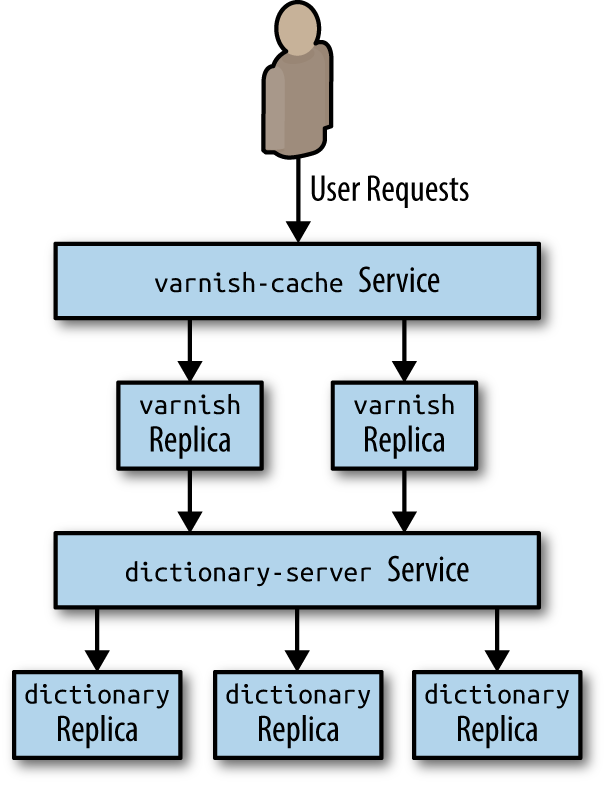 User Requests
varnish-cache Service
varnish
Replica
varnish
Replica
dictionary-server Service
dictionary
Replica
dictionary
Replica
dictionary
Replica